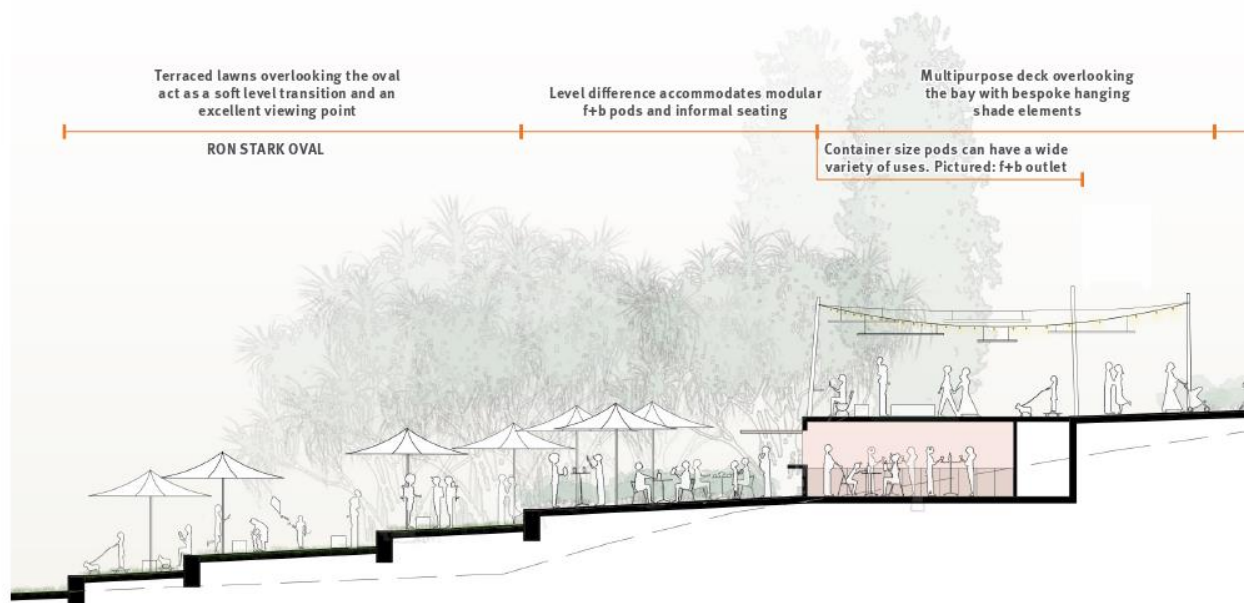 Terraced lawns overlooking the oval
act as a soft level transition and an
excellent viewing point
RON STARK OVAL
Level difference accommodates modular
f+b pods and informal seating
Multipurpose deck overlooking
the bay with bespoke hanging
shade elements
Container size pods can have a wide
variety of uses. Pictured: f+b outlet